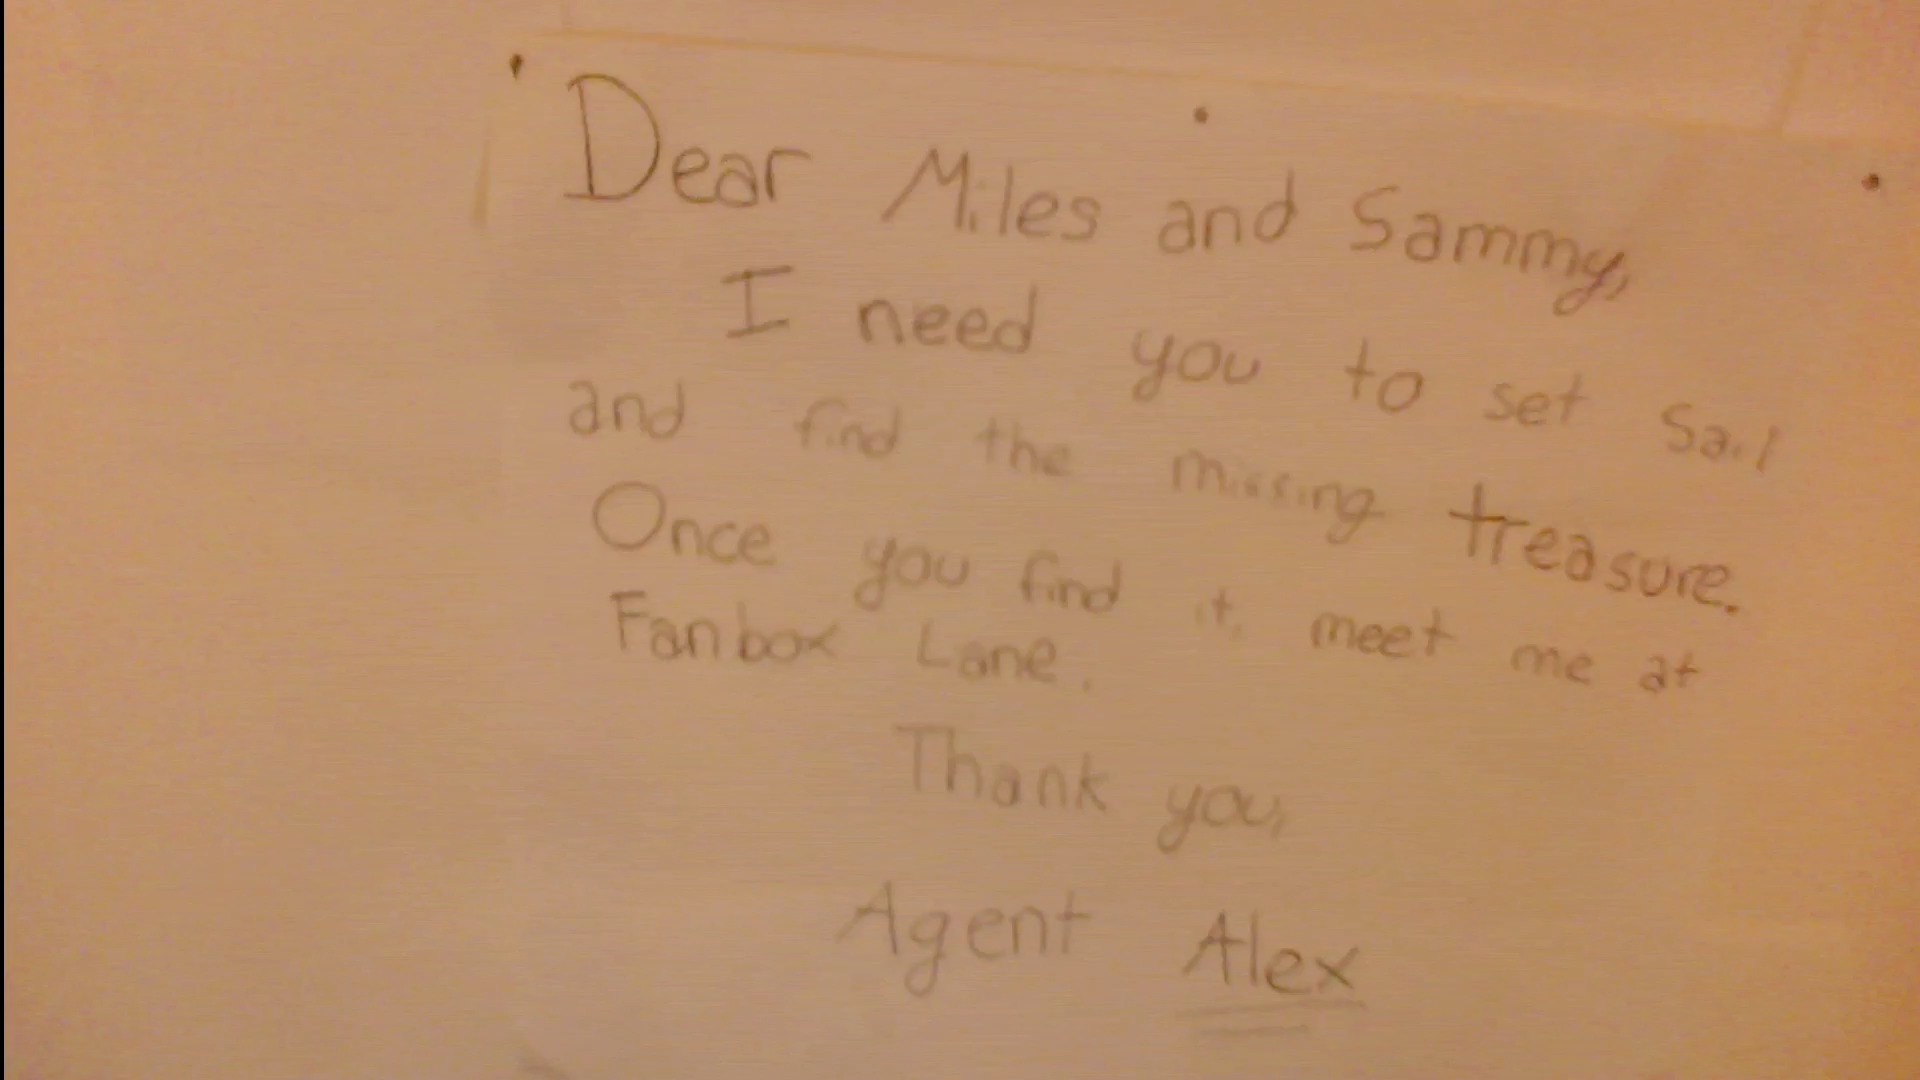 Dear Miles and Sammy,
I need you to set sail
and find the missing treasure.
Once you find it, meet me at
Fanbox Lane.
Thank you,
Agent Alex